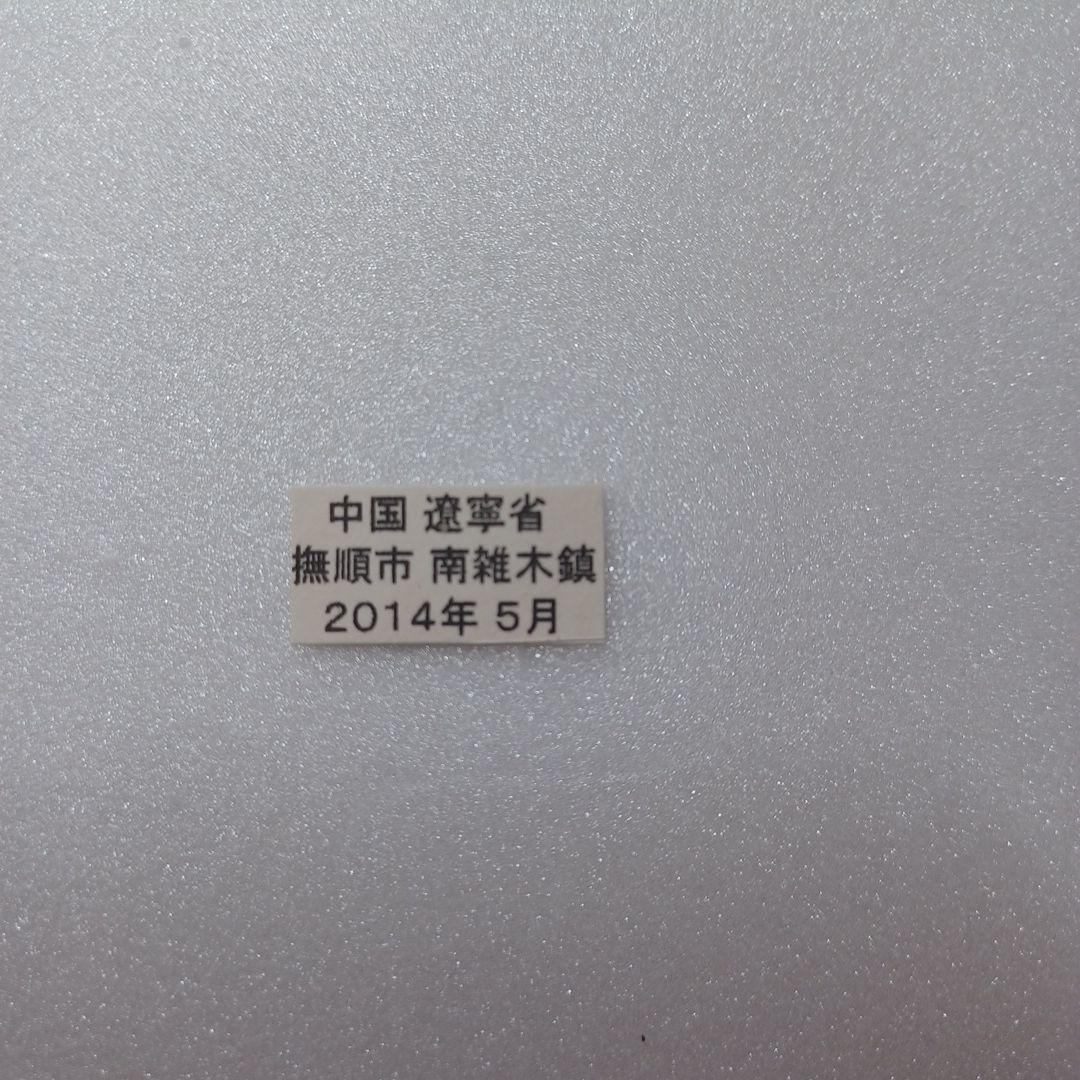 中国 遼寧省
撫順市 南雑木鎮
2014年 5月